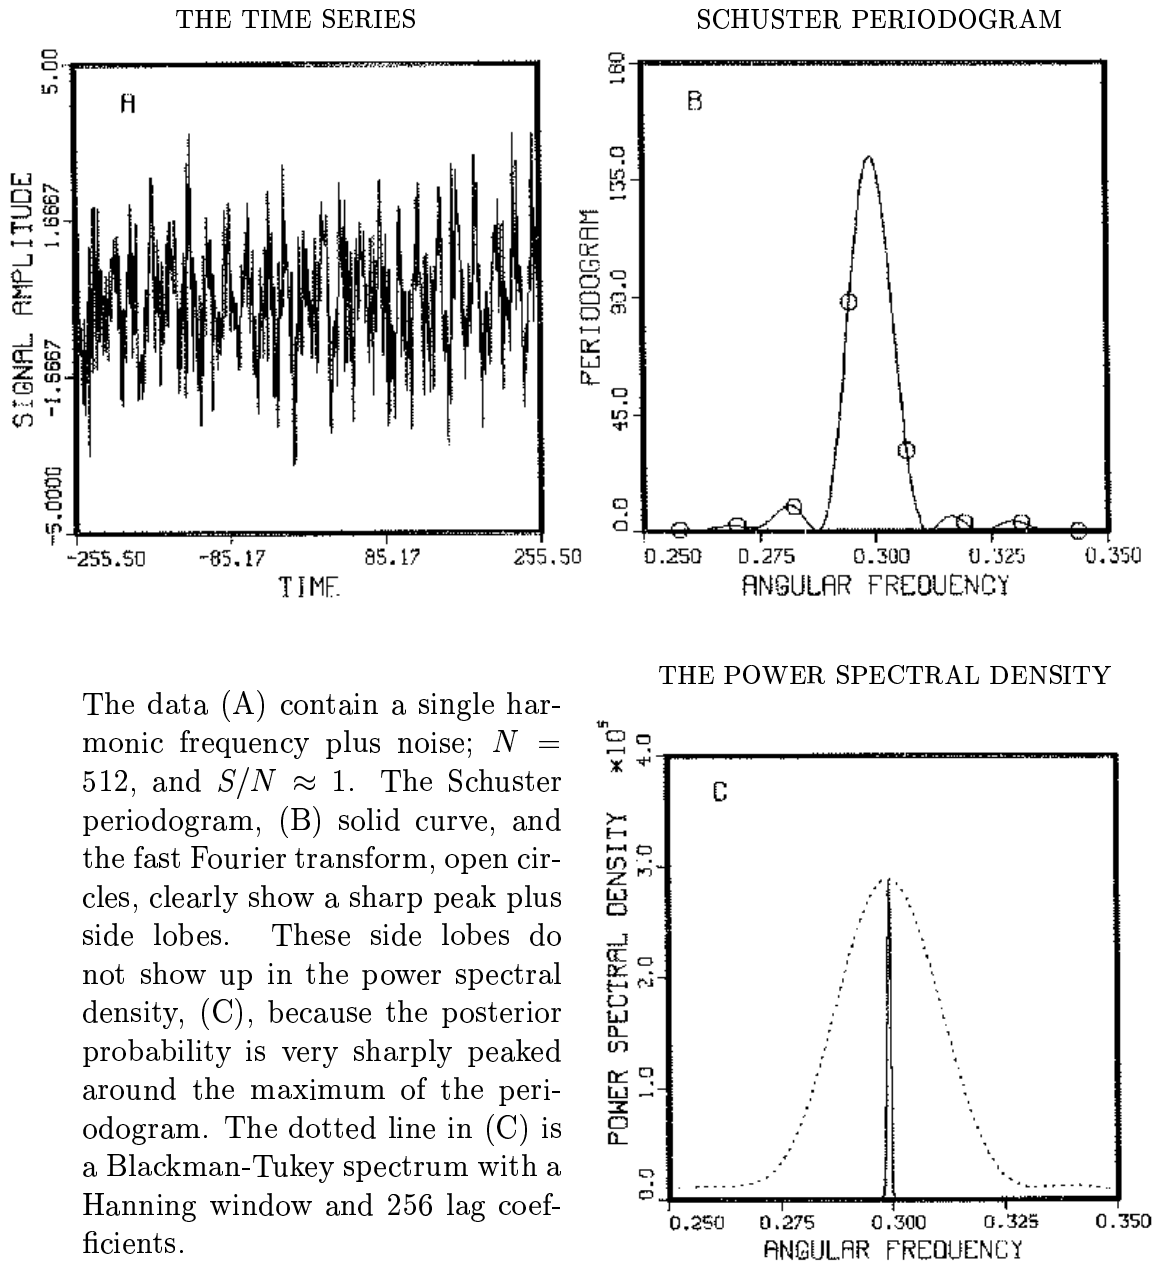 THE TIME SERIES
SCHUSTER PERIODOGRAM
A
5.00
1.6667
-1.6667
-5.0000
SIGNAL AMPLITUDE
-255.50 -85.17 85.17 255.50
TIME
B
180
135.0
90.0
45.0
0.0
PERIODOGRAM
0.250 0.275 0.300 0.325 0.350
ANGULAR FREQUENCY
The data (A) contain a single har-
monic frequency plus noise; N =
512, and S/N ≈ 1. The Schuster
periodogram, (B) solid curve, and
the fast Fourier transform, open cir-
cles, clearly show a sharp peak plus
side lobes. These side lobes do
not show up in the power spectral
density, (C), because the posterior
probability is very sharply peaked
around the maximum of the peri-
odogram. The dotted line in (C) is
a Blackman-Tukey spectrum with a
Hanning window and 256 lag coef-
ficients.
THE POWER SPECTRAL DENSITY
C
4.0
3.0
2.0
1.0
0.0
POWER SPECTRAL DENSITY *10⁵
0.250 0.275 0.300 0.325 0.350
ANGULAR FREQUENCY